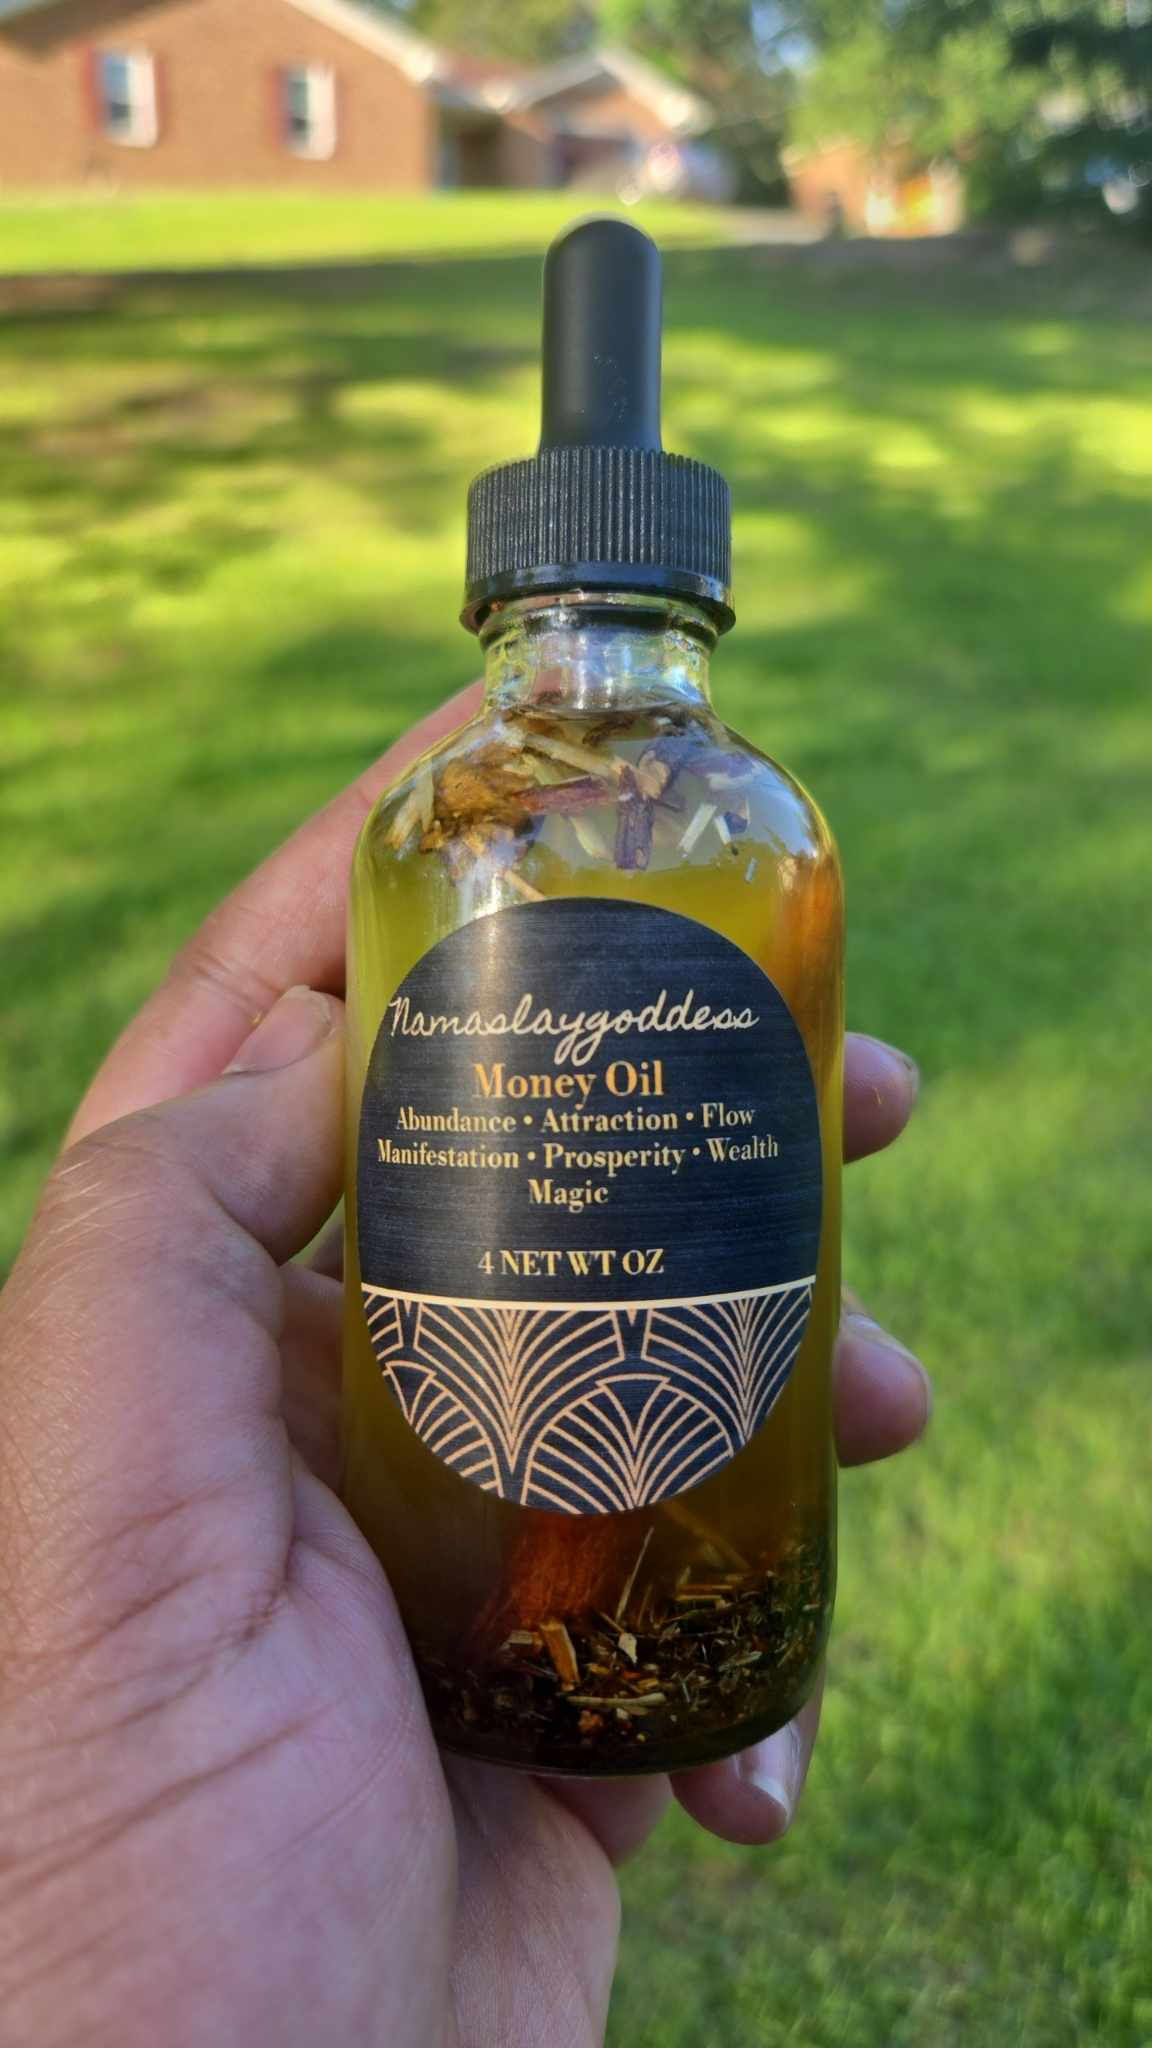 Namaslaygoddess
Money Oil
Abundance • Attraction • Flow
Manifestation • Prosperity • Wealth
Magic
4 NET WT OZ